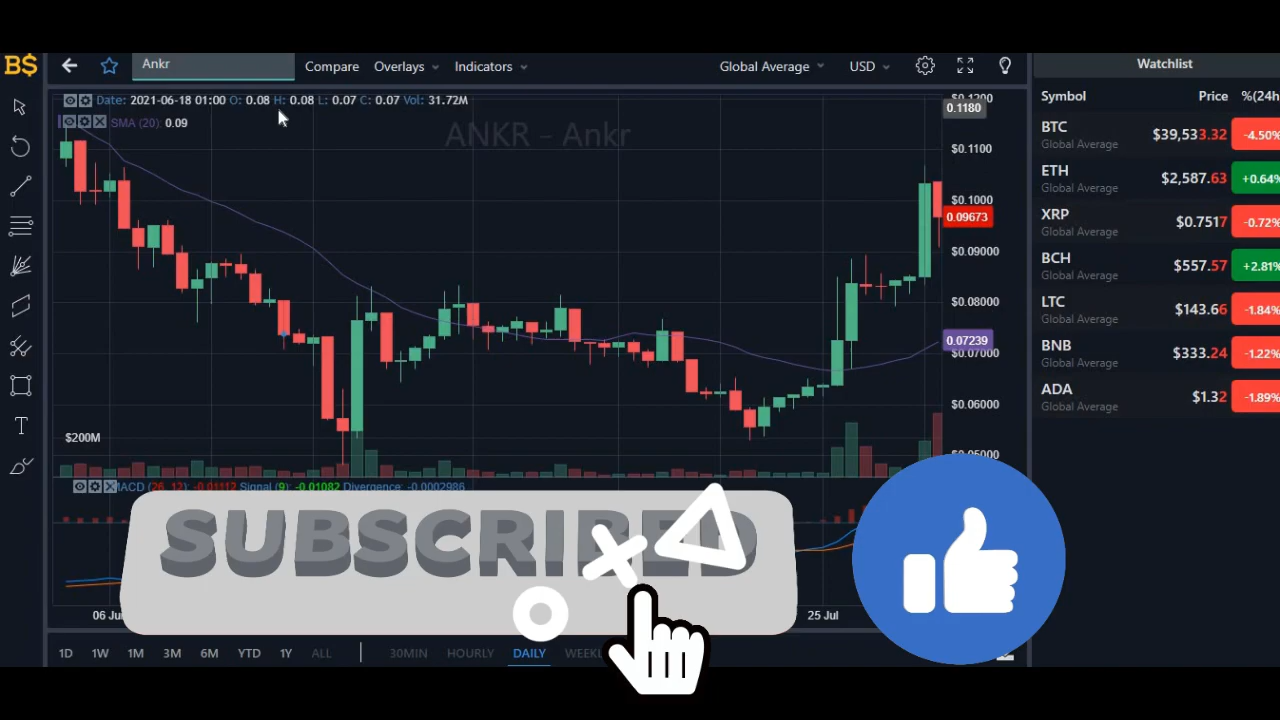 B$
Ankr
Compare
Overlays
Indicators
Global Average
USD
Watchlist
Date: 2021-06-18 01:00 O: 0.08 H: 0.08 L: 0.07 C: 0.07 Vol: 31.72M
SMA (20): 0.09
ANKR - Ankr
Symbol
Price
%(24h
BTC
Global Average
$39,533.32
-4.50%
ETH
Global Average
$2,587.63
+0.64%
XRP
Global Average
$0.7517
-0.72%
BCH
Global Average
$557.57
+2.81%
LTC
Global Average
$143.66
-1.84%
BNB
Global Average
$333.24
-1.22%
ADA
Global Average
$1.32
-1.89%
0.1180
$0.1100
$0.1000
0.09673
$0.09000
$0.08000
0.07239
$0.07000
$0.06000
$200M
MACD (26, 12): -0.01112 Signal (9): -0.01082 Divergence: -0.0002986
SUBSCRIBED
25 Jul
1D
1W
1M
3M
6M
YTD
1Y
ALL
30MIN
HOURLY
DAILY
T